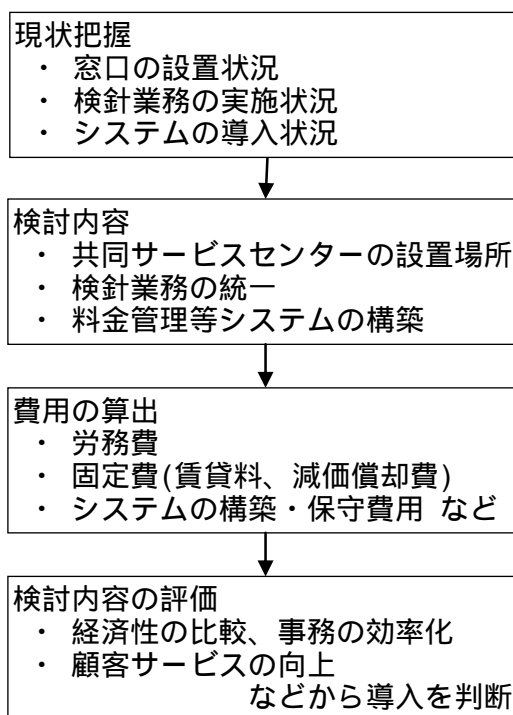 現状把握
・ 窓口の設置状況
・ 検針業務の実施状況
・ システムの導入状況
検討内容
・ 共同サービスセンターの設置場所
・ 検針業務の統一
・ 料金管理等システムの構築
費用の算出
・ 労務費
・ 固定費(賃貸料、減価償却費)
・ システムの構築・保守費用 など
検討内容の評価
・ 経済性の比較、事務の効率化
・ 顧客サービスの向上
などから導入を判断